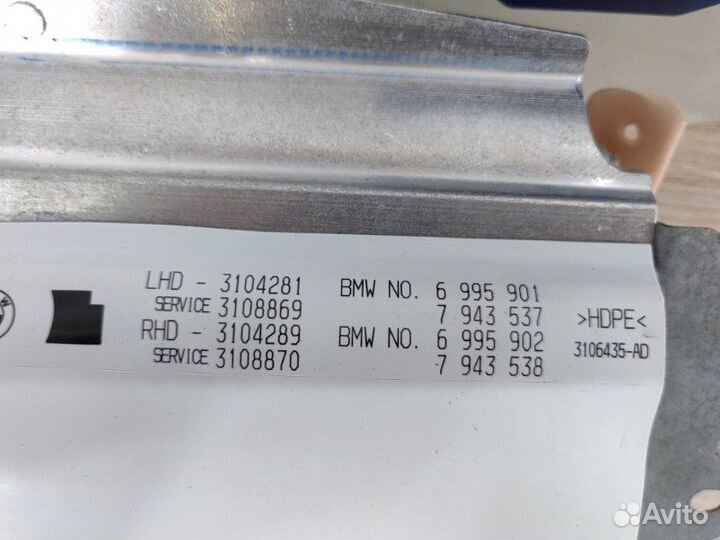 LHD - 3104281 BMW NO. 6 995 901
SERVICE 3108869 7 943 537 >HDPE<
RHD - 3104289 BMW NO. 6 995 902 3106435-AD
SERVICE 3108870 7 943 538
Avito